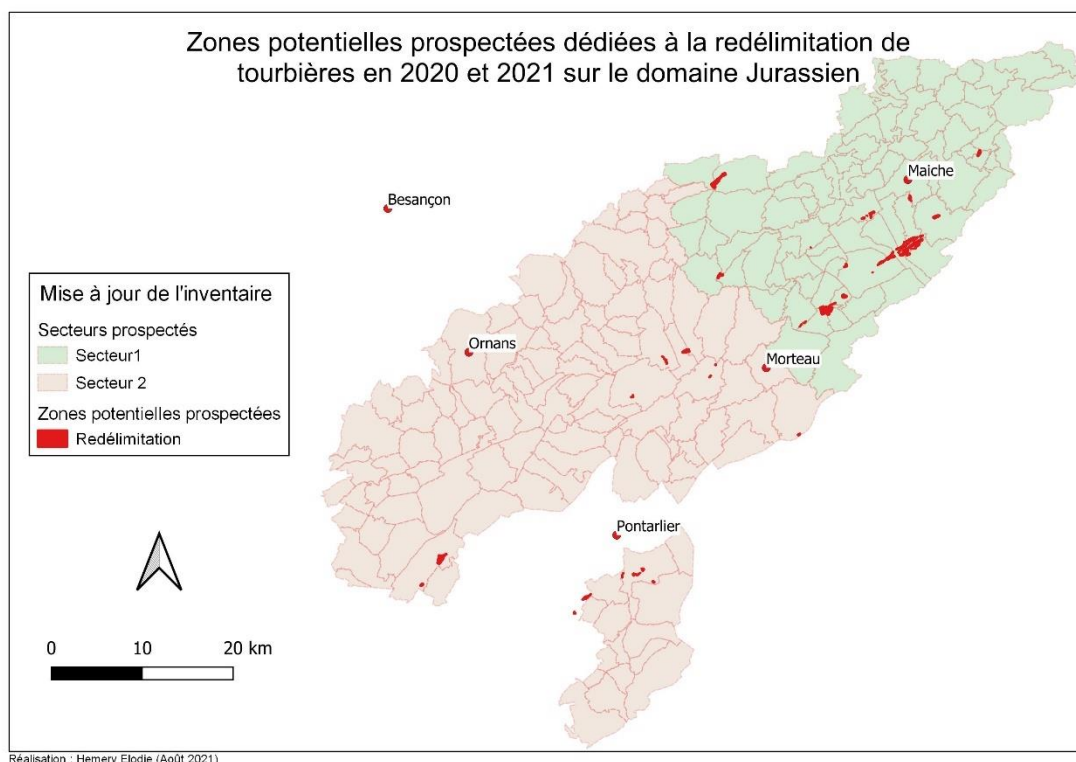 Zones potentielles prospectées dédiées à la redélimitation de
tourbières en 2020 et 2021 sur le domaine Jurassien
Maiche
Besançon
Mise à jour de l'inventaire
Secteurs prospectés
Secteur1
Secteur 2
Zones potentielles prospectées
Redélimitation
Ornans
Morteau
Pontarlier
0 10 20 km
Réalisation : Hemery Elodie (Août 2021)